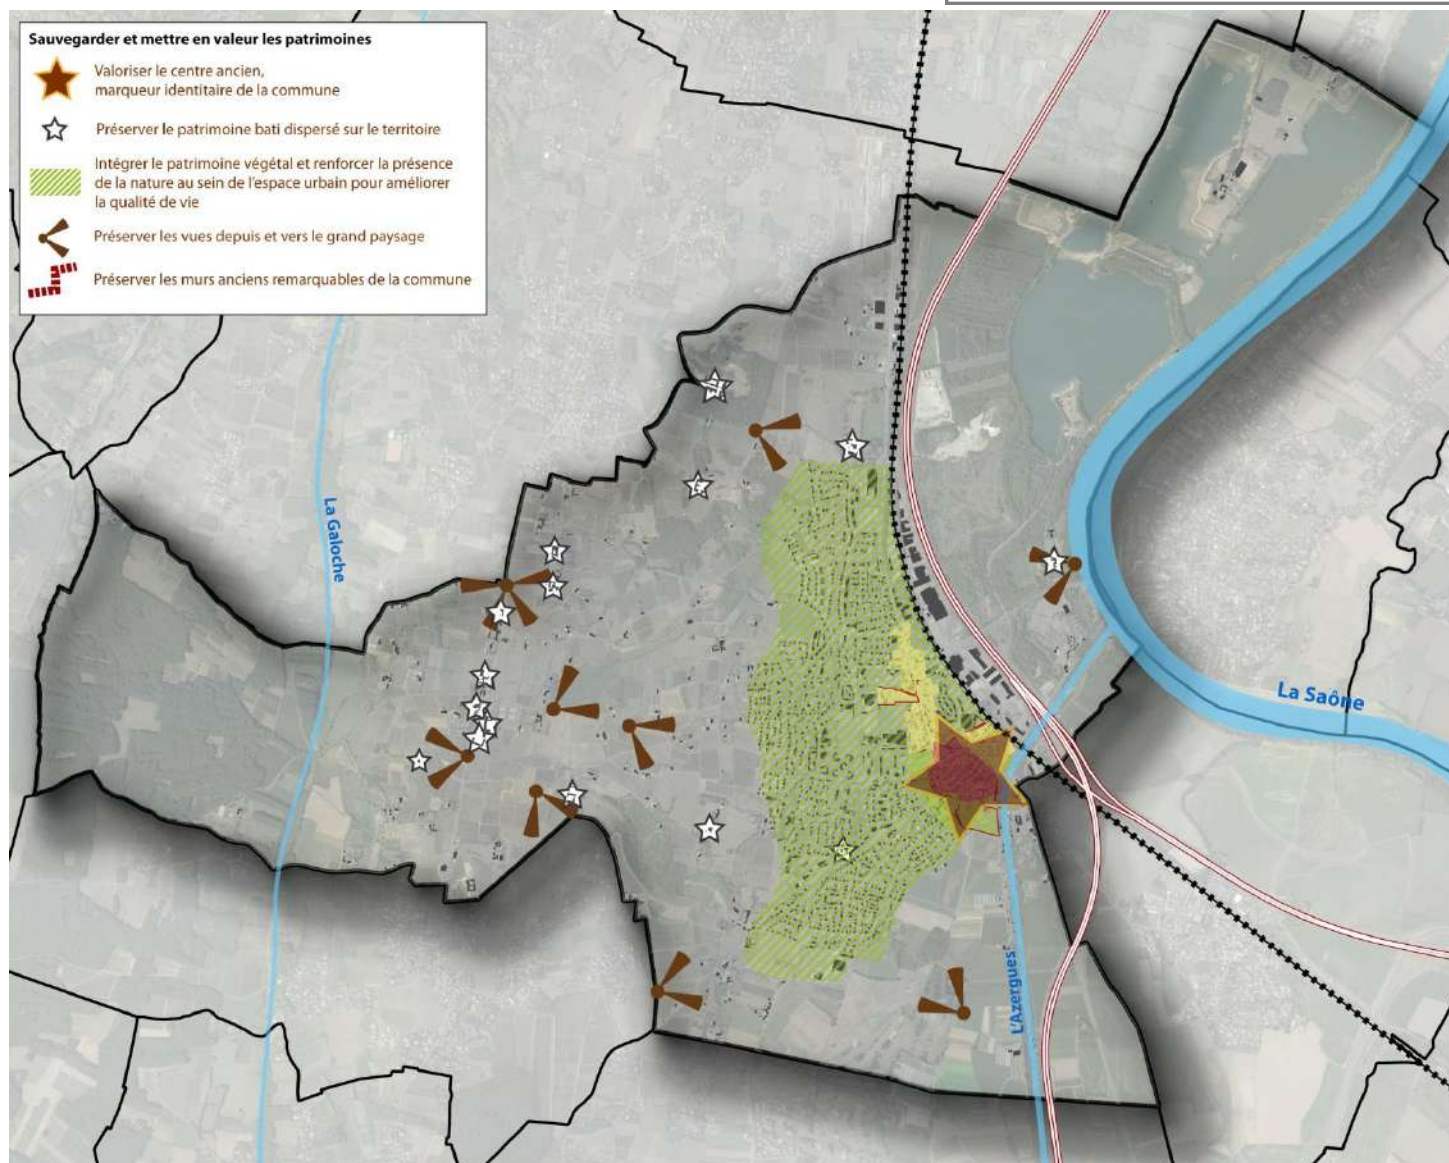 Sauvegarder et mettre en valeur les patrimoines
Valoriser le centre ancien,
marqueur identitaire de la commune
Préserver le patrimoine bati dispersé sur le territoire
Intégrer le patrimoine végétal et renforcer la présence
de la nature au sein de l'espace urbain pour améliorer
la qualité de vie
Préserver les vues depuis et vers le grand paysage
Préserver les murs anciens remarquables de la commune
La Galoche
La Saône
L'Azergues